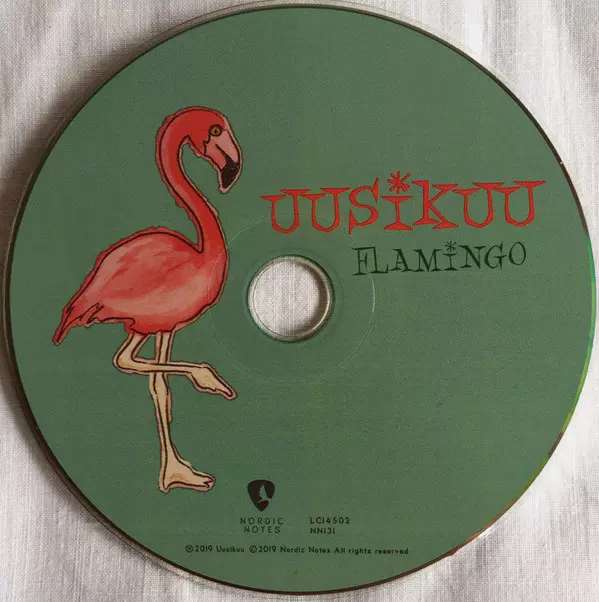 UUSiKUU
FLAMiNGO
NORDIC
NOTES
LC14502
NN131
℗2019 Uusikuu ©2019 Nordic Notes All rights reserved